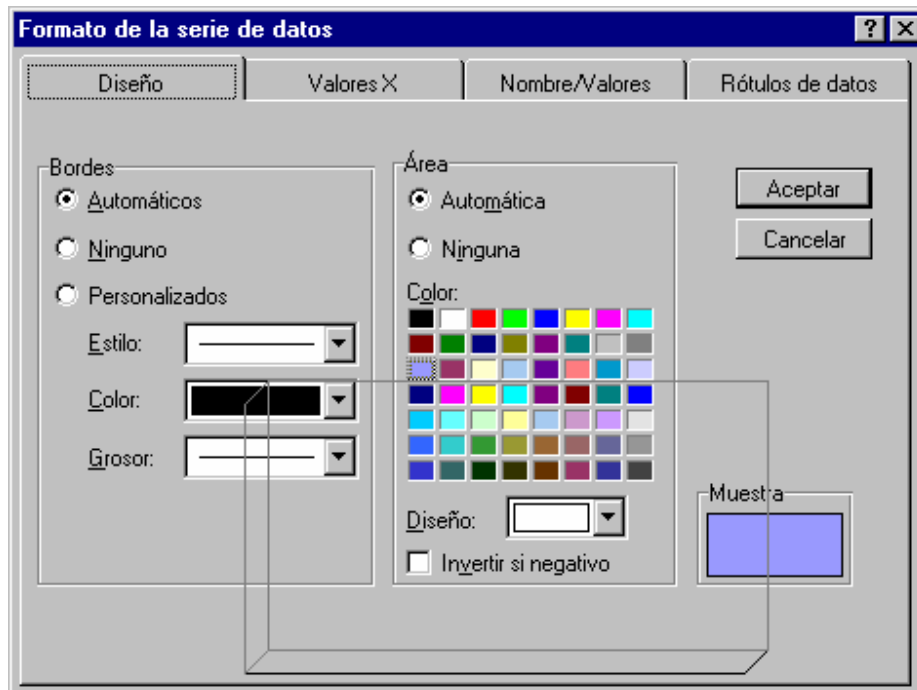 Formato de la serie de datos
Diseño Valores X Nombre/Valores Rótulos de datos
Bordes
Automáticos
Ninguno
Personalizados
Estilo:
Color:
Grosor:
Área
Automática
Ninguna
Color:
Diseño:
Invertir si negativo
Aceptar
Cancelar
Muestra